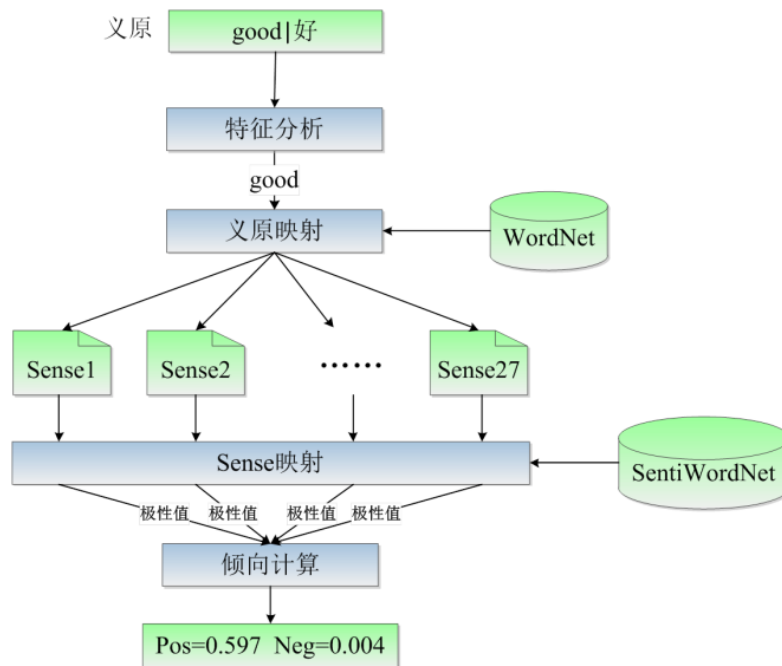 义原
good|好
特征分析
good
义原映射
WordNet
Sense1
Sense2
……
Sense27
Sense映射
SentiWordNet
极性值
极性值
极性值
极性值
倾向计算
Pos=0.597 Neg=0.004